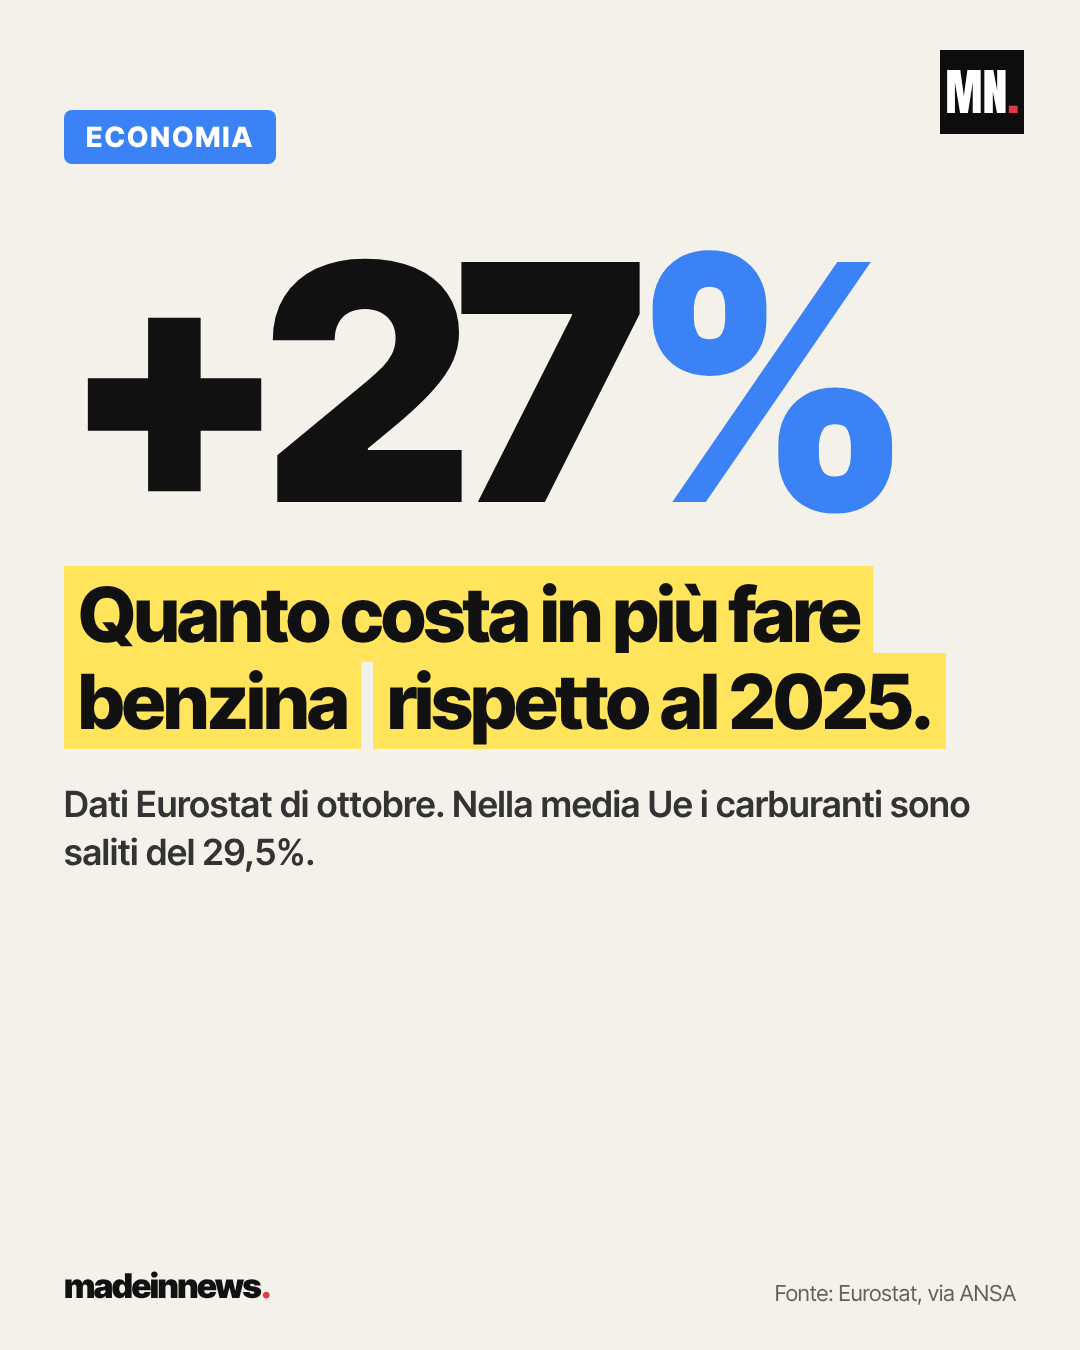 MN.
ECONOMIA
+27%
Quanto costa in più fare
benzina rispetto al 2025.
Dati Eurostat di ottobre. Nella media Ue i carburanti sono
saliti del 29,5%.
madeinnews.
Fonte: Eurostat, via ANSA